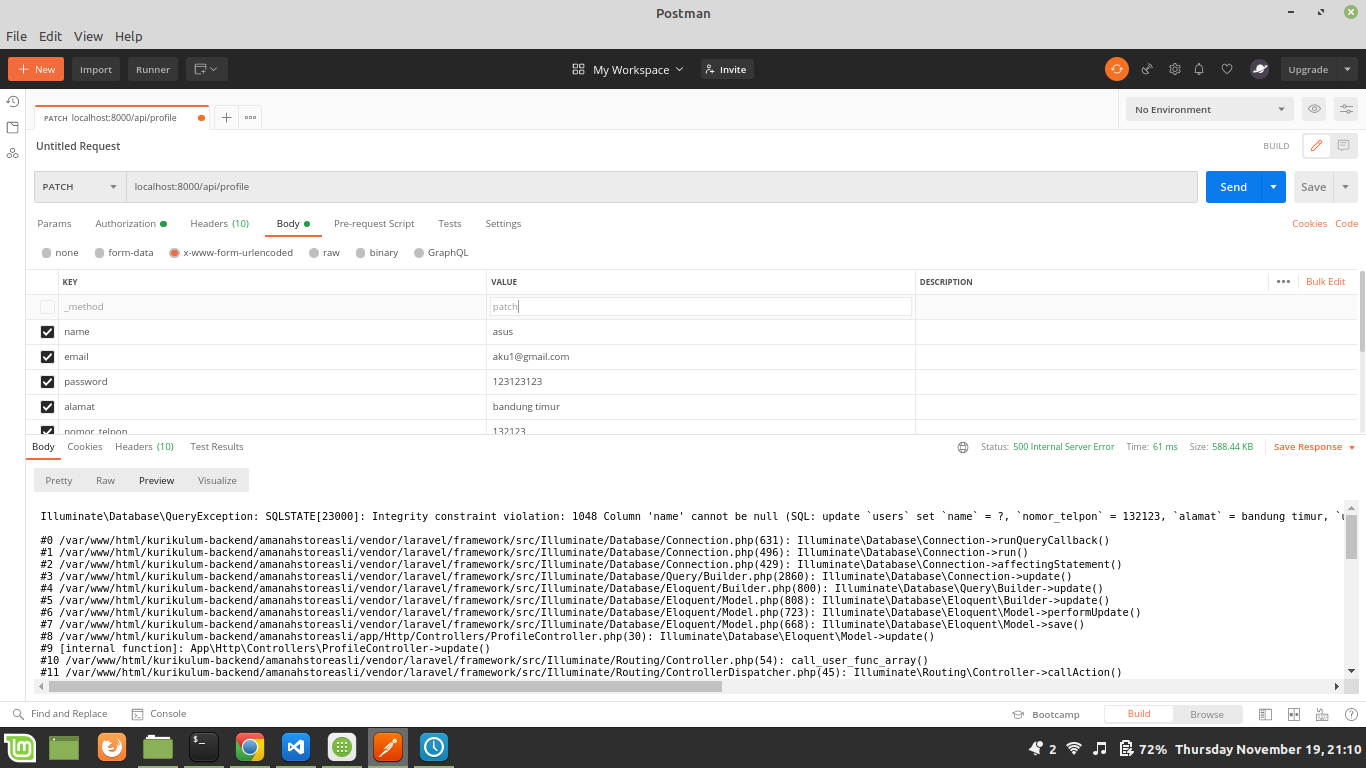 Postman
File Edit View Help
New Import Runner My Workspace Invite Upgrade
PATCH localhost:8000/api/profile No Environment
Untitled Request BUILD
PATCH localhost:8000/api/profile Send Save
Params Authorization Headers (10) Body Pre-request Script Tests Settings Cookies Code
none form-data x-www-form-urlencoded raw binary GraphQL
KEY VALUE DESCRIPTION Bulk Edit
_method patch
name asus
email aku1@gmail.com
password 123123123
alamat bandung timur
nomor_telpon 132123
Body Cookies Headers (10) Test Results Status: 500 Internal Server Error Time: 61 ms Size: 588.44 KB Save Response
Pretty Raw Preview Visualize
Illuminate\Database\QueryException: SQLSTATE[23000]: Integrity constraint violation: 1048 Column 'name' cannot be null (SQL: update `users` set `name` = ?, `nomor_telpon` = 132123, `alamat` = bandung timur,
#0 /var/www/html/kurikulum-backend/amanahstoreasli/vendor/laravel/framework/src/Illuminate/Database/Connection.php(631): Illuminate\Database\Connection->runQueryCallback()
#1 /var/www/html/kurikulum-backend/amanahstoreasli/vendor/laravel/framework/src/Illuminate/Database/Connection.php(496): Illuminate\Database\Connection->run()
#2 /var/www/html/kurikulum-backend/amanahstoreasli/vendor/laravel/framework/src/Illuminate/Database/Connection.php(429): Illuminate\Database\Connection->affectingStatement()
#3 /var/www/html/kurikulum-backend/amanahstoreasli/vendor/laravel/framework/src/Illuminate/Database/Query/Builder.php(2860): Illuminate\Database\Connection->update()
#4 /var/www/html/kurikulum-backend/amanahstoreasli/vendor/laravel/framework/src/Illuminate/Database/Eloquent/Builder.php(800): Illuminate\Database\Query\Builder->update()
#5 /var/www/html/kurikulum-backend/amanahstoreasli/vendor/laravel/framework/src/Illuminate/Database/Eloquent/Model.php(808): Illuminate\Database\Eloquent\Builder->update()
#6 /var/www/html/kurikulum-backend/amanahstoreasli/vendor/laravel/framework/src/Illuminate/Database/Eloquent/Model.php(723): Illuminate\Database\Eloquent\Model->performUpdate()
#7 /var/www/html/kurikulum-backend/amanahstoreasli/vendor/laravel/framework/src/Illuminate/Database/Eloquent/Model.php(668): Illuminate\Database\Eloquent\Model->save()
#8 /var/www/html/kurikulum-backend/amanahstoreasli/app/Http/Controllers/ProfileController.php(30): Illuminate\Database\Eloquent\Model->update()
#9 [internal function]: App\Http\Controllers\ProfileController->update()
#10 /var/www/html/kurikulum-backend/amanahstoreasli/vendor/laravel/framework/src/Illuminate/Routing/Controller.php(54): call_user_func_array()
#11 /var/www/html/kurikulum-backend/amanahstoreasli/vendor/laravel/framework/src/Illuminate/Routing/ControllerDispatcher.php(45): Illuminate\Routing\Controller->callAction()
Find and Replace Console Bootcamp Build Browse
2 72% Thursday November 19, 21:10